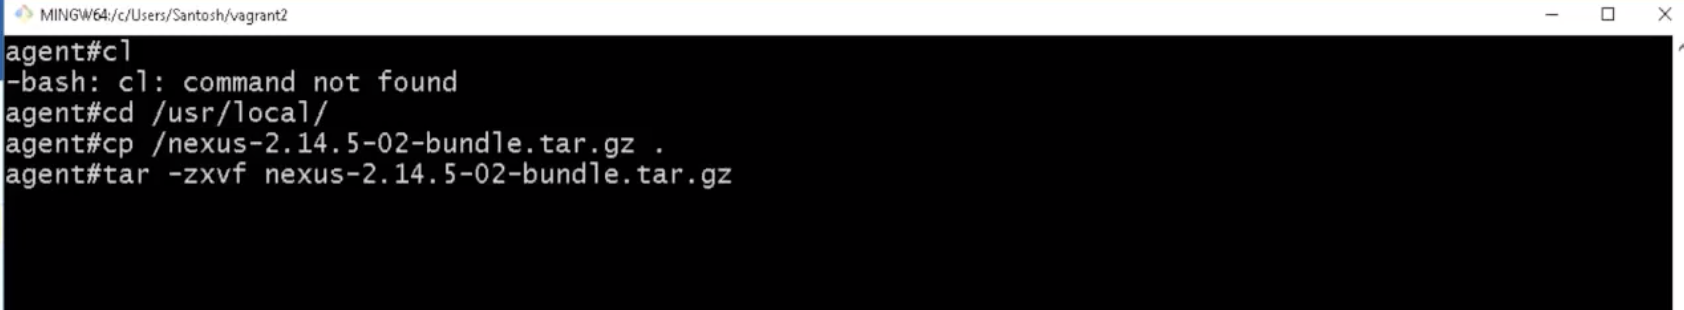 MINGW64:/c/Users/Santosh/vagrant2
agent#cl
-bash: cl: command not found
agent#cd /usr/local/
agent#cp /nexus-2.14.5-02-bundle.tar.gz .
agent#tar -zxvf nexus-2.14.5-02-bundle.tar.gz